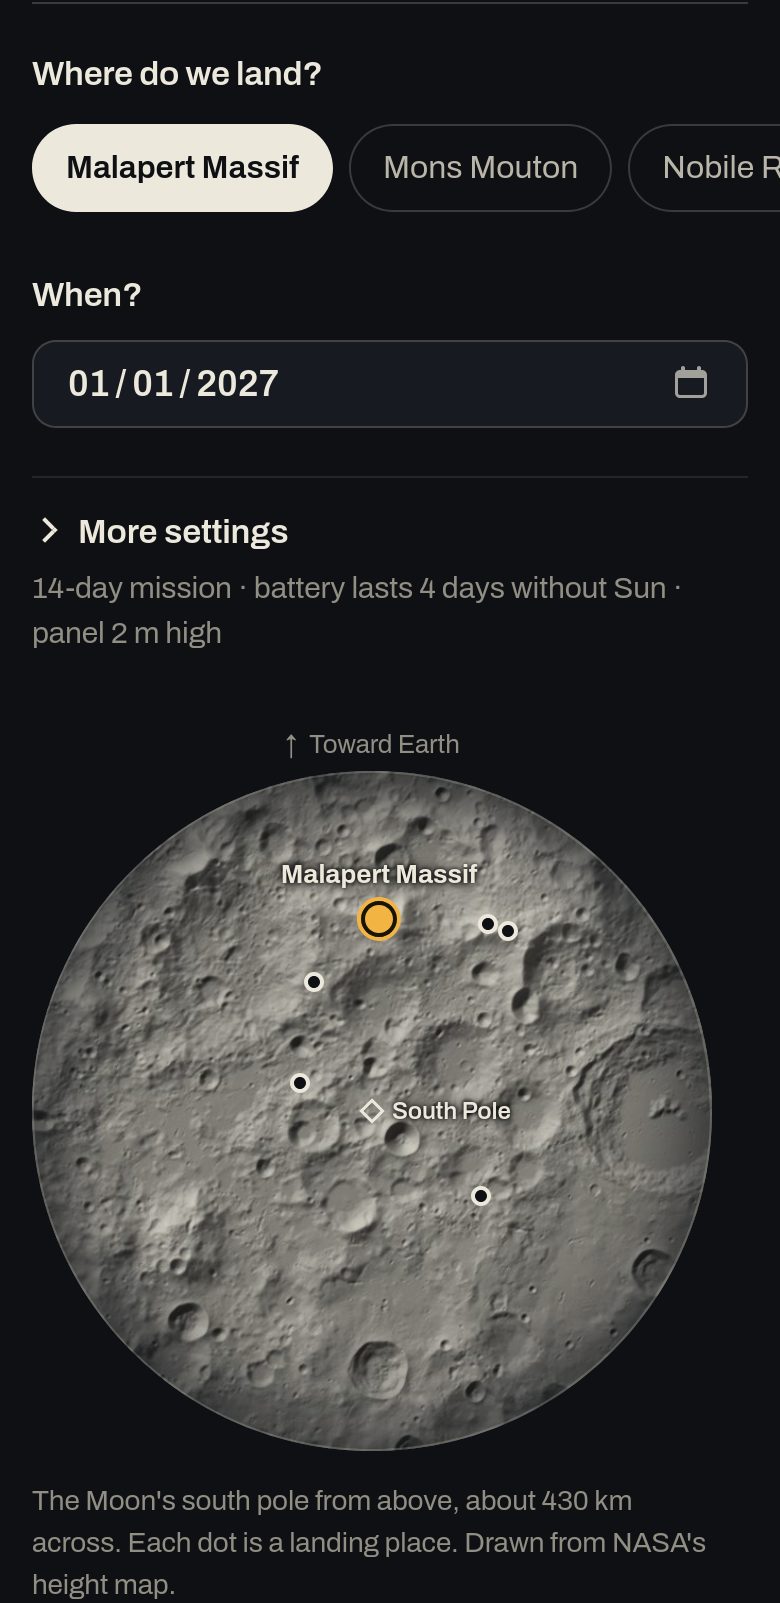 Where do we land?
Malapert Massif
Mons Mouton
Nobile R
When?
01/01/2027
More settings
14-day mission · battery lasts 4 days without Sun ·
panel 2 m high
↑ Toward Earth
Malapert Massif
South Pole
The Moon's south pole from above, about 430 km
across. Each dot is a landing place. Drawn from NASA's
height map.